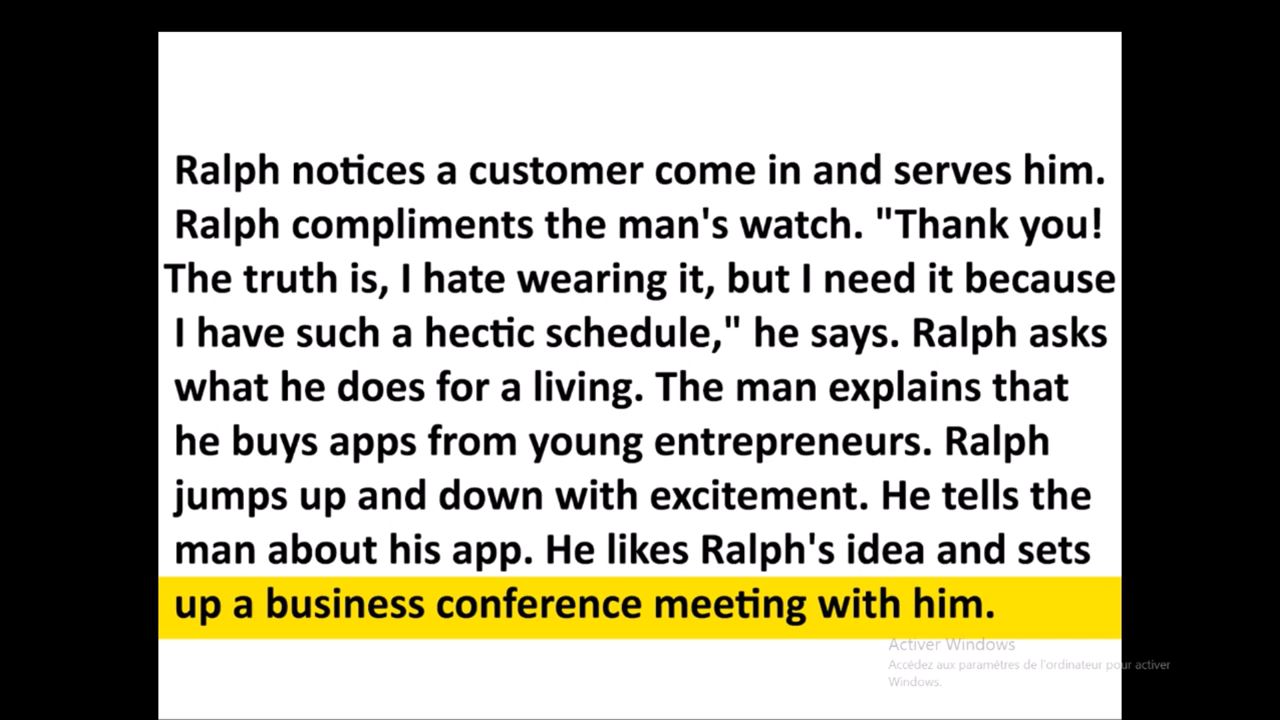 Ralph notices a customer come in and serves him.
Ralph compliments the man's watch. "Thank you!
The truth is, I hate wearing it, but I need it because
I have such a hectic schedule," he says. Ralph asks
what he does for a living. The man explains that
he buys apps from young entrepreneurs. Ralph
jumps up and down with excitement. He tells the
man about his app. He likes Ralph's idea and sets
up a business conference meeting with him.
Activer Windows
Accédez aux paramètres de l'ordinateur pour activer
Windows.